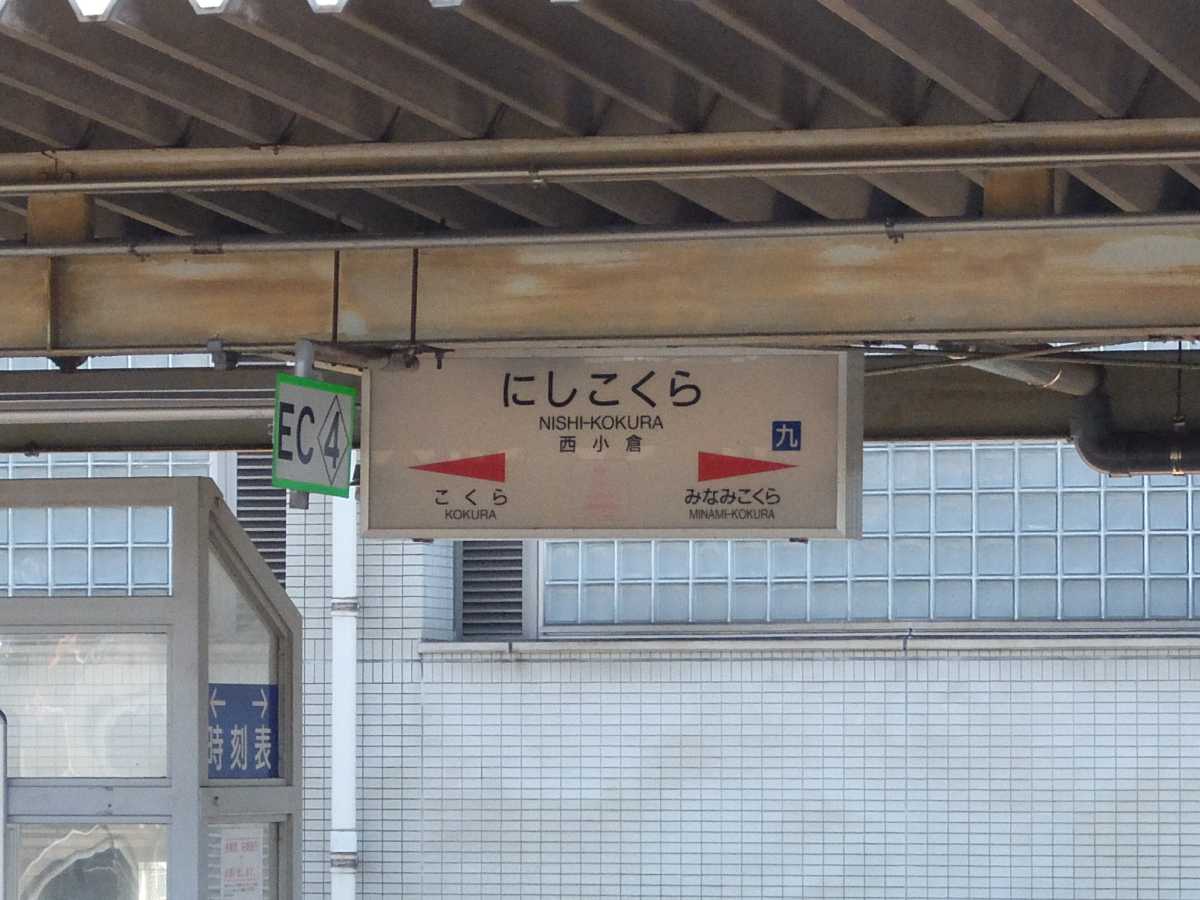 にしこくら
NISHI-KOKURA
西小倉
九
こくら
KOKURA
みなみこくら
MINAMI-KOKURA
EC 4
← →
時刻表